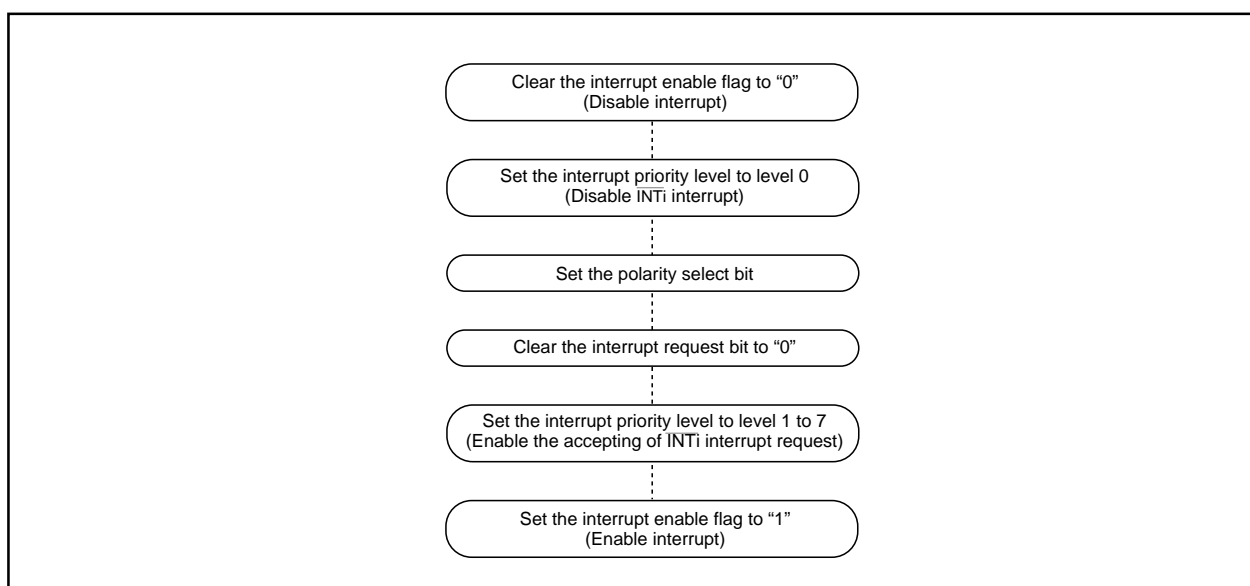 Clear the interrupt enable flag to “0”
(Disable interrupt)
Set the interrupt priority level to level 0
(Disable INTi interrupt)
Set the polarity select bit
Clear the interrupt request bit to “0”
Set the interrupt priority level to level 1 to 7
(Enable the accepting of INTi interrupt request)
Set the interrupt enable flag to “1”
(Enable interrupt)